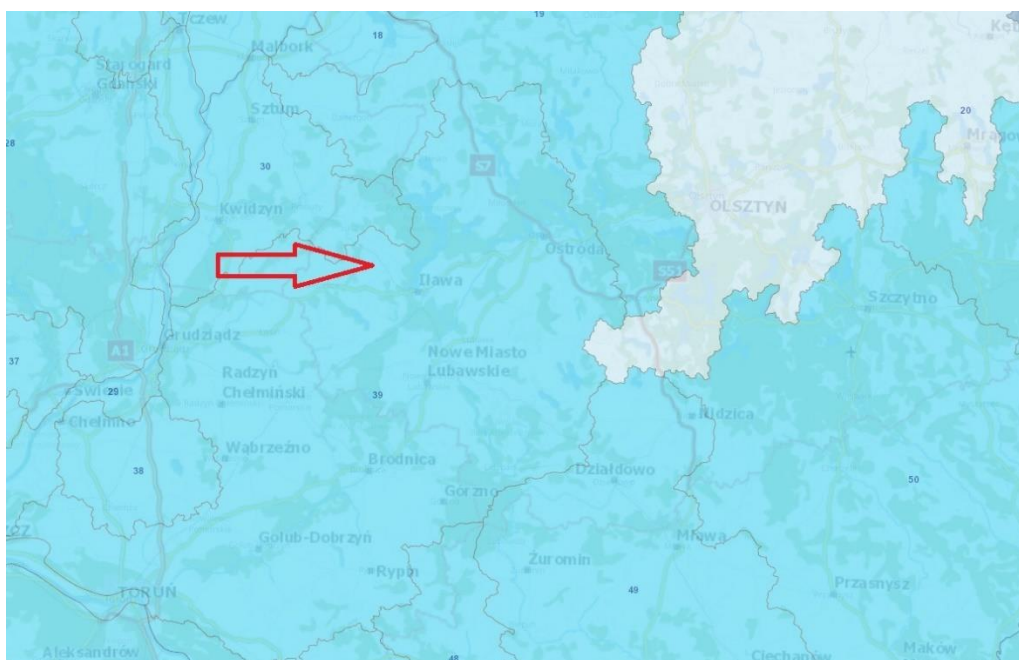 Tczew
19
18
Malbork
Starogard
Gdański
Sztum
20
28
30
Kwidzyn
OLSZTYN
S7
Ostróda
S51
Iława
Szczytno
Grudziądz
A1
37
Nowe Miasto
Lubawskie
Radzyń
Chełmiński
Świecie
29
39
Chełmno
Nidzica
Wąbrzeźno
Brodnica
38
Działdowo
50
Górzno
Golub-Dobrzyń
Mława
Żuromin
Rypin
Przasnysz
49
TORUŃ
Aleksandrów
48
Ciechanów
Maków